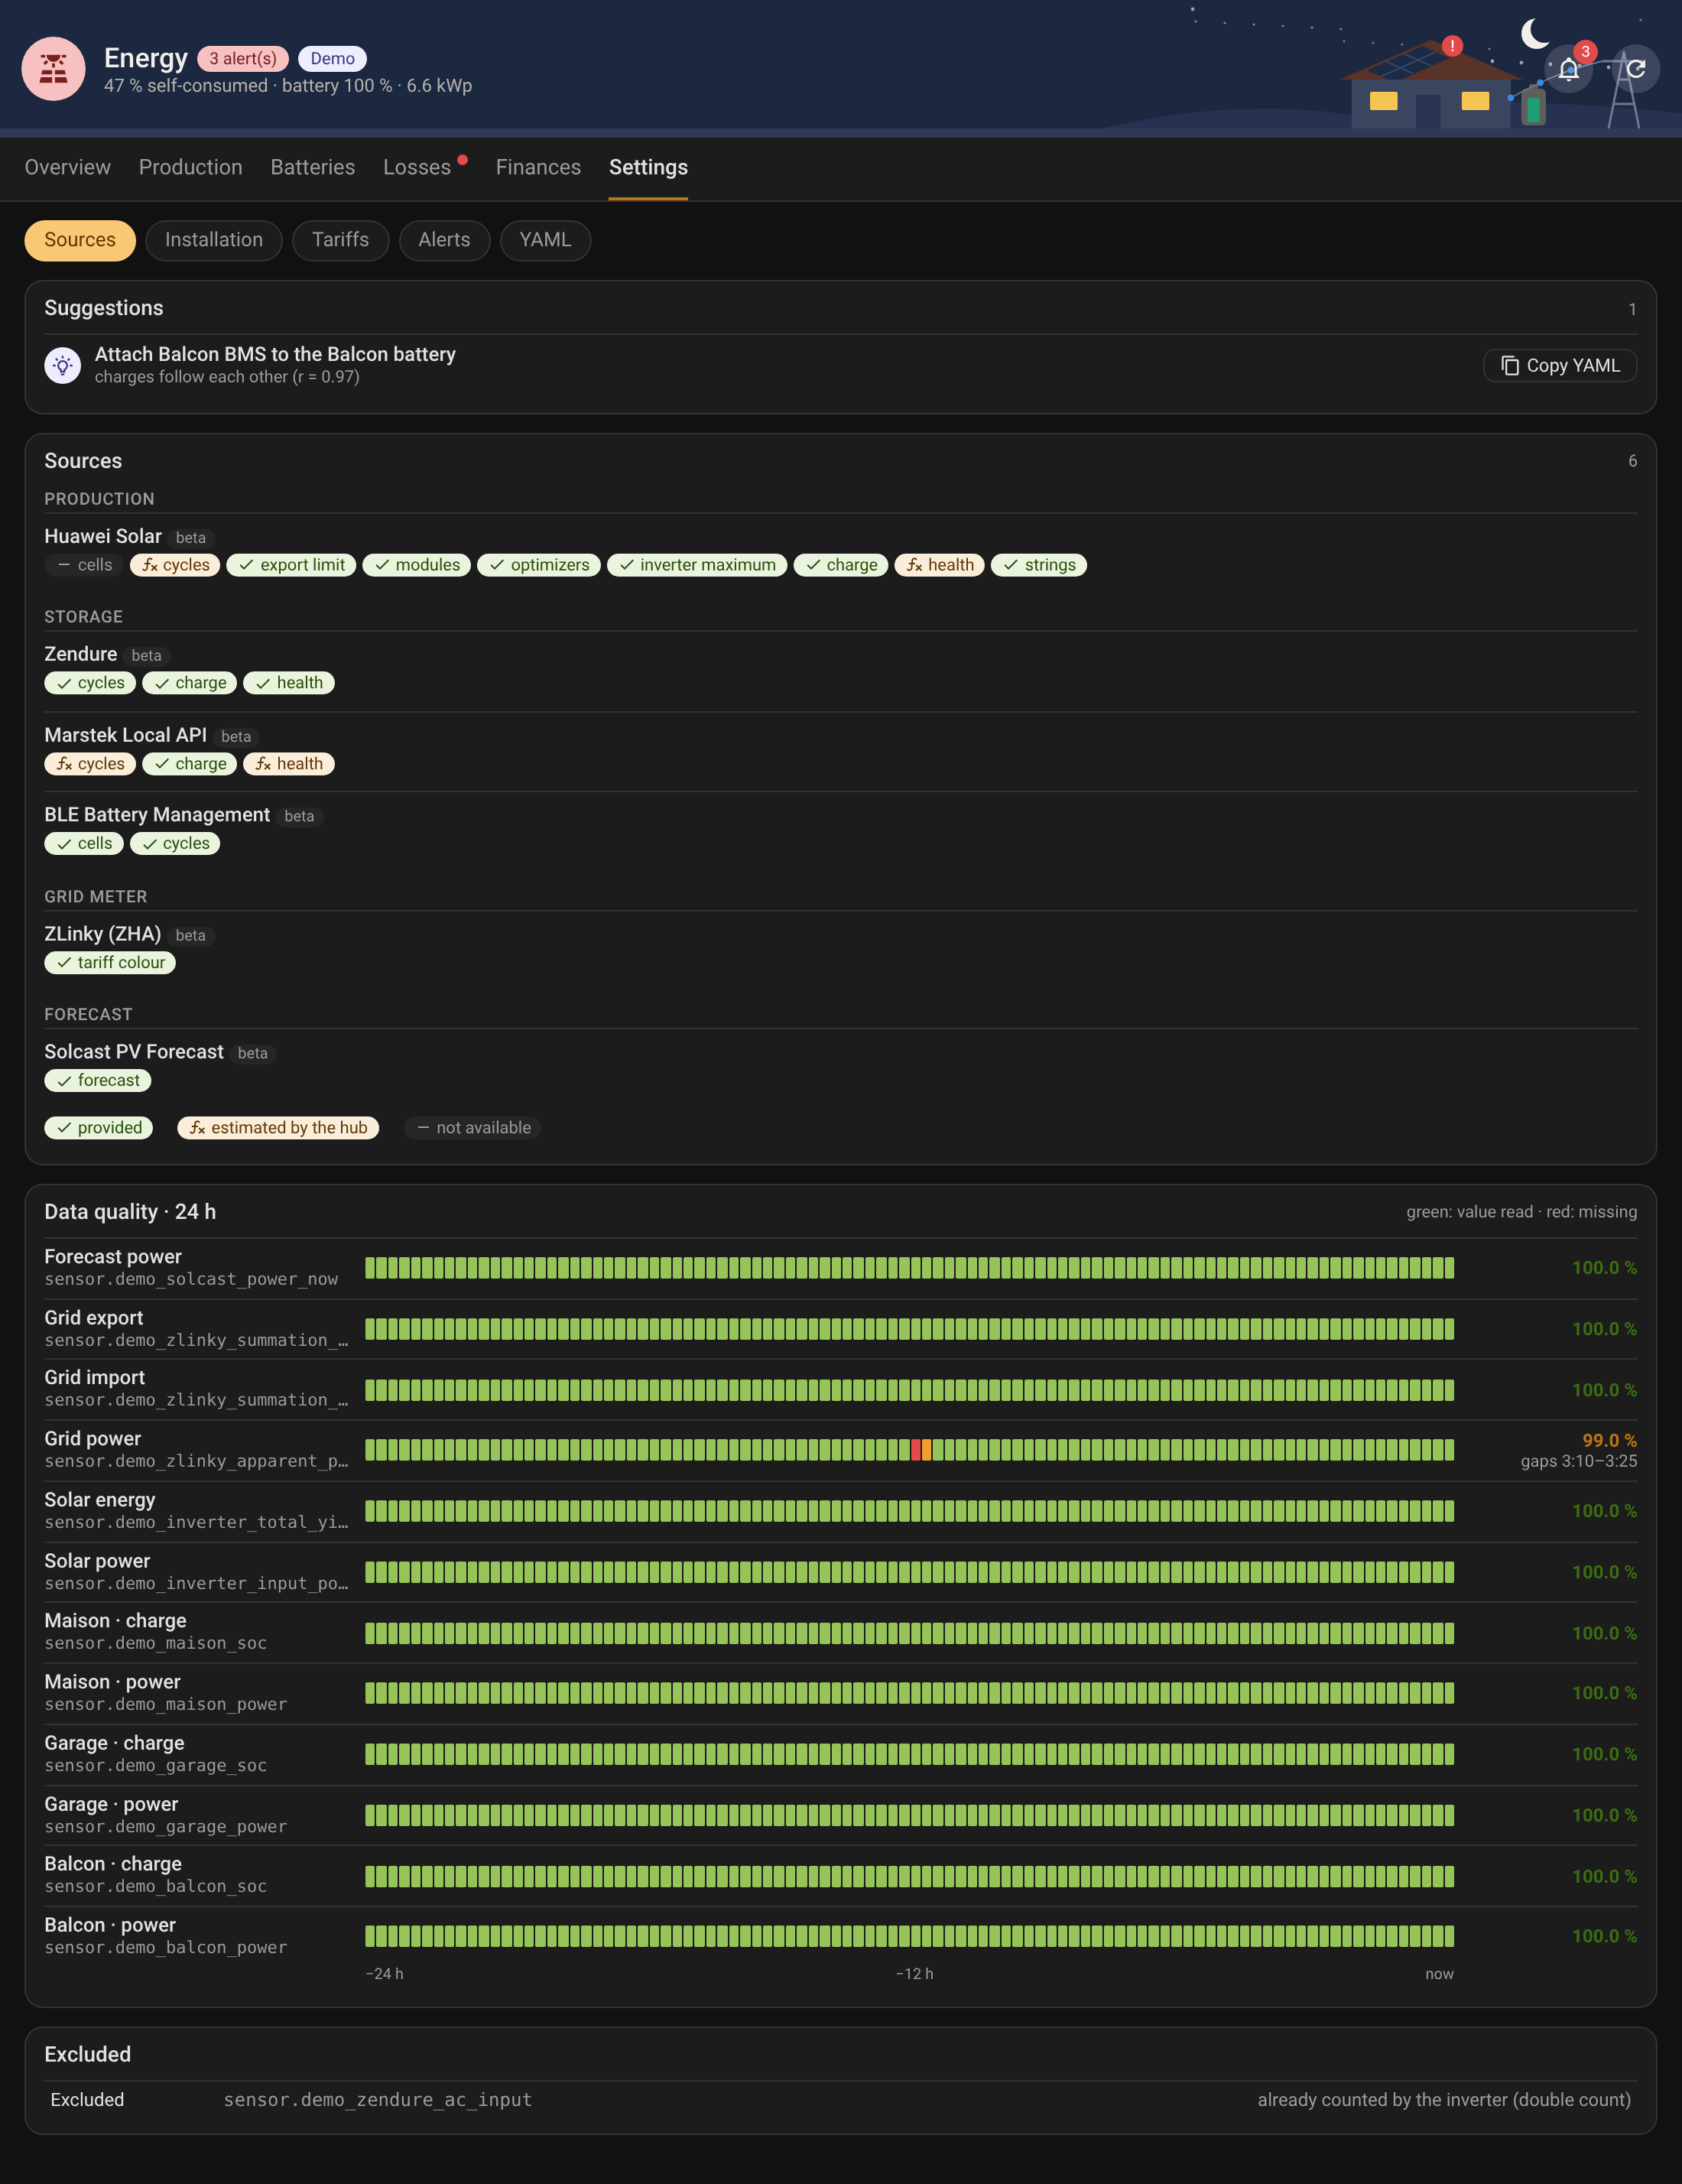 Energy 3 alert(s) Demo
47 % self-consumed · battery 100 % · 6.6 kWp
!
3
Overview Production Batteries Losses Finances Settings
Sources Installation Tariffs Alerts YAML
Suggestions 1
Attach Balcon BMS to the Balcon battery
charges follow each other (r = 0.97)
Copy YAML
Sources 6
PRODUCTION
Huawei Solar beta
— cells fx cycles ✓ export limit ✓ modules ✓ optimizers ✓ inverter maximum ✓ charge fx health ✓ strings
STORAGE
Zendure beta
✓ cycles ✓ charge ✓ health
Marstek Local API beta
fx cycles ✓ charge fx health
BLE Battery Management beta
✓ cells ✓ cycles
GRID METER
ZLinky (ZHA) beta
✓ tariff colour
FORECAST
Solcast PV Forecast beta
✓ forecast
✓ provided fx estimated by the hub — not available
Data quality · 24 h green: value read · red: missing
Forecast power
sensor.demo_solcast_power_now
100.0 %
Grid export
sensor.demo_zlinky_summation_…
100.0 %
Grid import
sensor.demo_zlinky_summation_…
100.0 %
Grid power
sensor.demo_zlinky_apparent_p…
99.0 %
gaps 3:10–3:25
Solar energy
sensor.demo_inverter_total_yi…
100.0 %
Solar power
sensor.demo_inverter_input_po…
100.0 %
Maison · charge
sensor.demo_maison_soc
100.0 %
Maison · power
sensor.demo_maison_power
100.0 %
Garage · charge
sensor.demo_garage_soc
100.0 %
Garage · power
sensor.demo_garage_power
100.0 %
Balcon · charge
sensor.demo_balcon_soc
100.0 %
Balcon · power
sensor.demo_balcon_power
100.0 %
−24 h −12 h now
Excluded
Excluded sensor.demo_zendure_ac_input already counted by the inverter (double count)